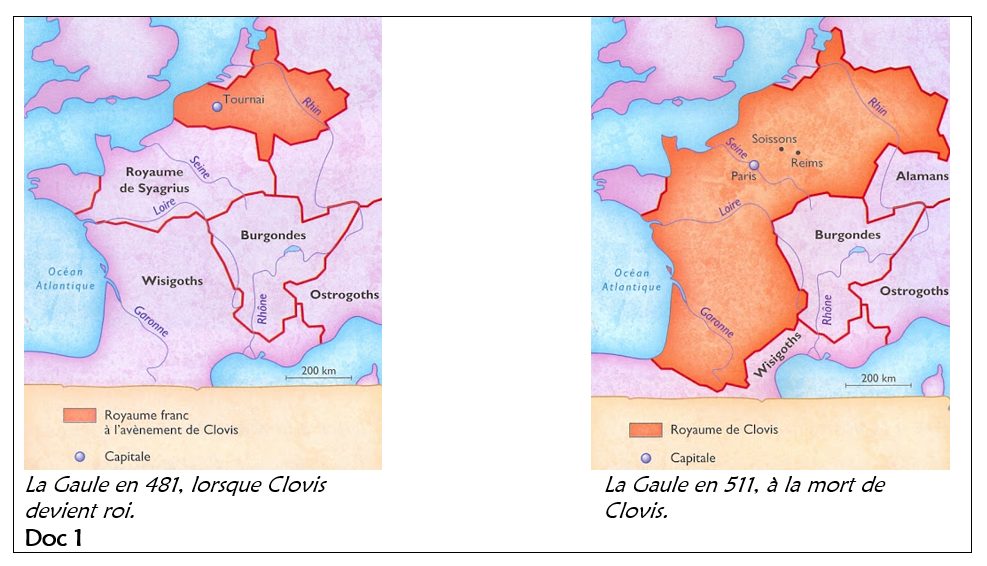 Tournai
Rhin
Seine
Royaume
de Syagrius
Loire
Burgondes
Océan
Atlantique
Wisigoths
Ostrogoths
Garonne
Rhône
200 km
Royaume franc
à l'avènement de Clovis
Capitale
La Gaule en 481, lorsque Clovis
devient roi.
Doc 1
Rhin
Soissons
Seine
Reims
Paris
Alamans
Loire
Burgondes
Océan
Atlantique
Ostrogoths
Garonne
Rhône
Wisigoths
200 km
Royaume de Clovis
Capitale
La Gaule en 511, à la mort de
Clovis.